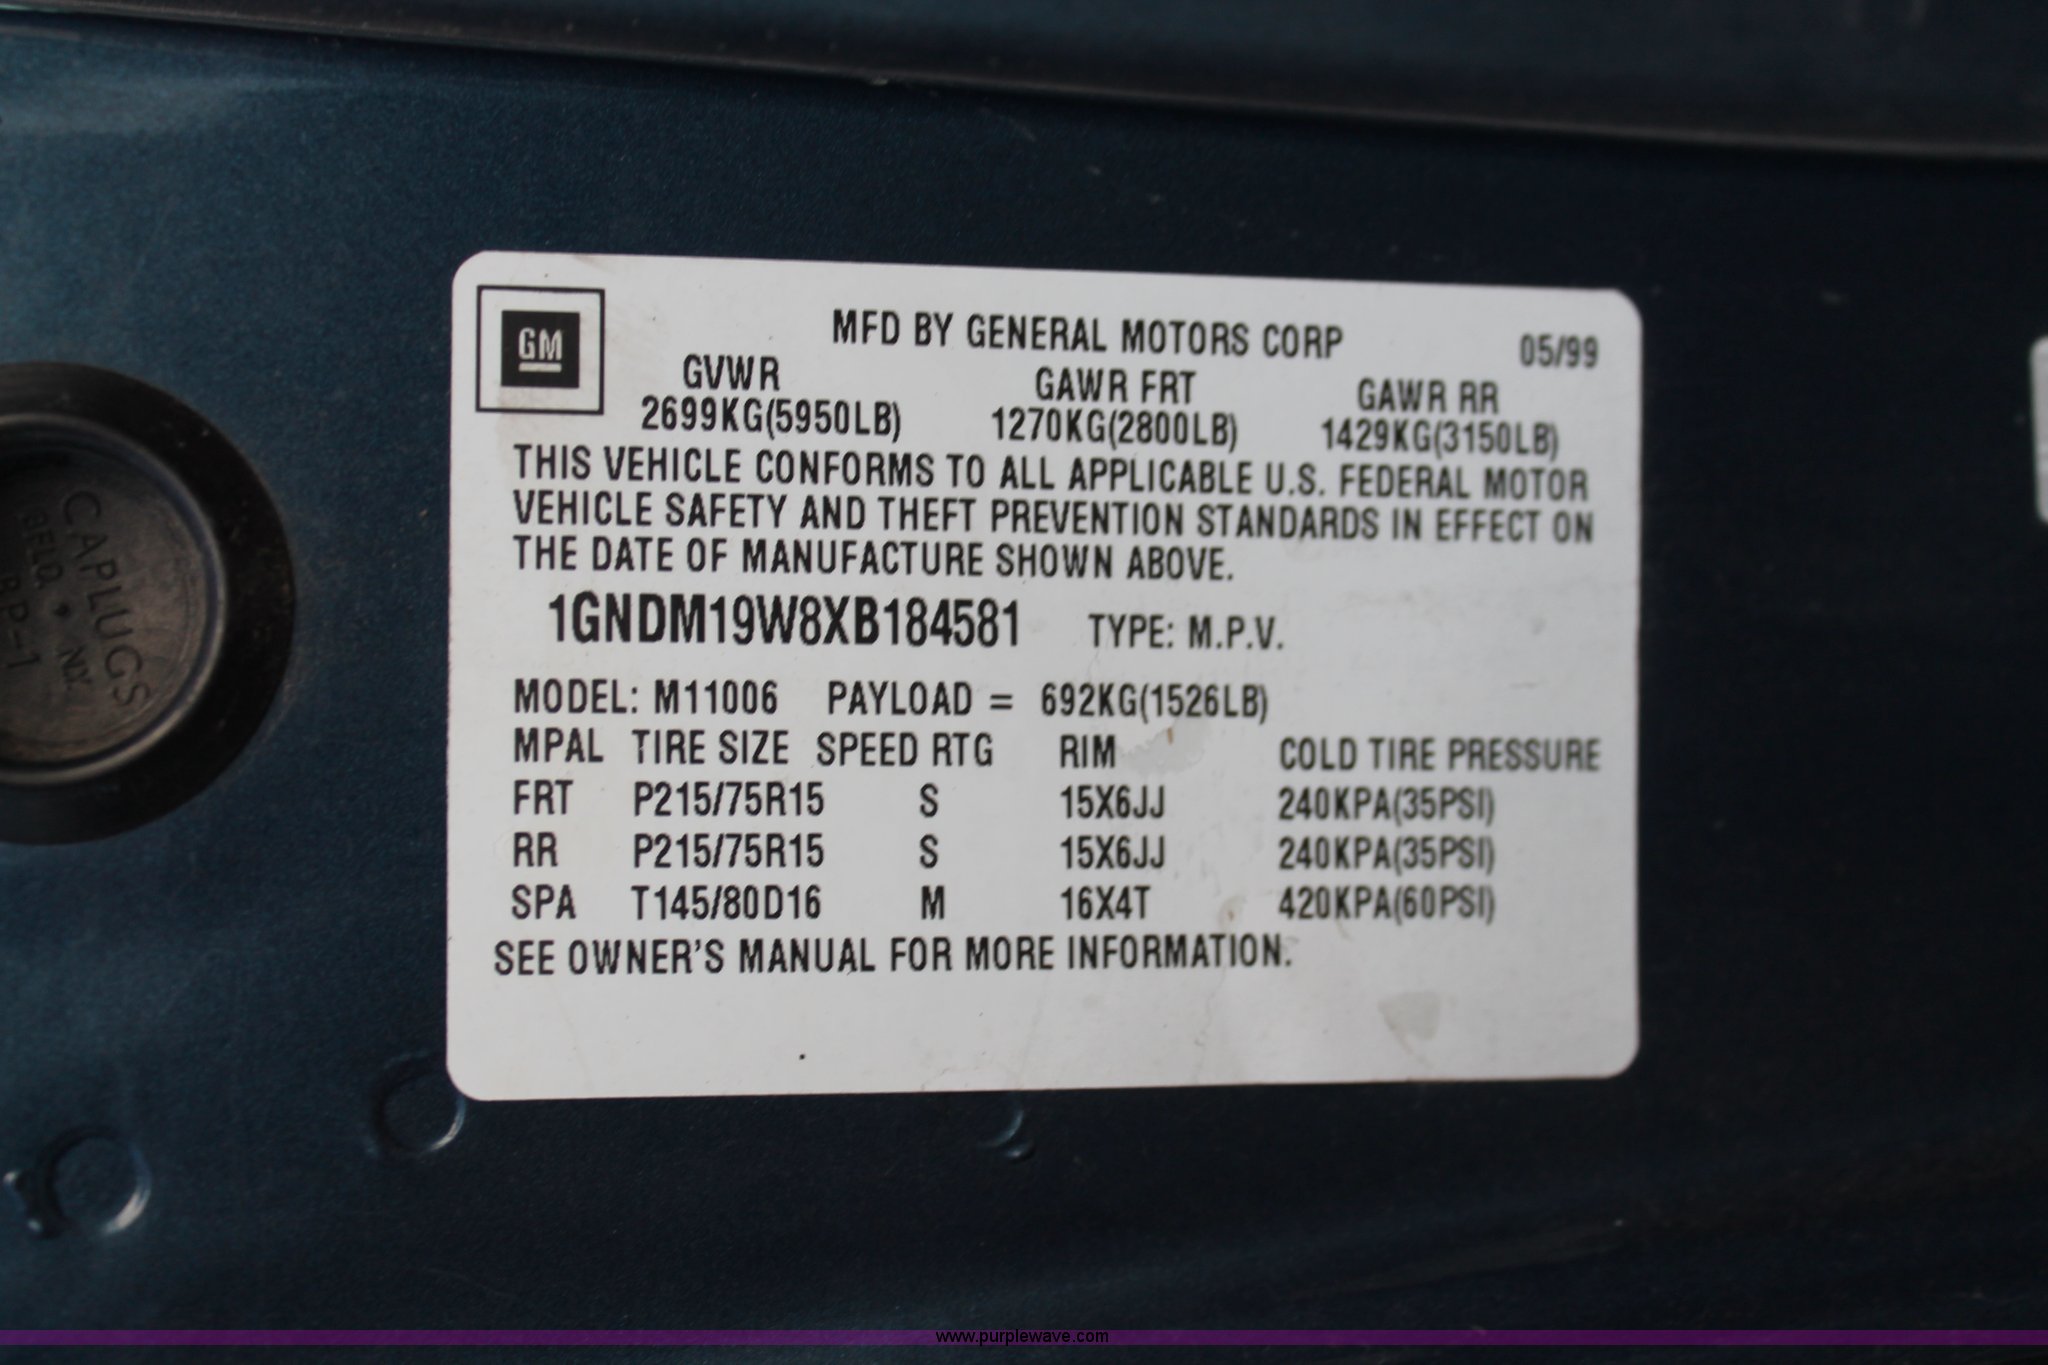 GM
MFD BY GENERAL MOTORS CORP 05/99
GVWR GAWR FRT GAWR RR
2699KG(5950LB) 1270KG(2800LB) 1429KG(3150LB)
THIS VEHICLE CONFORMS TO ALL APPLICABLE U.S. FEDERAL MOTOR
VEHICLE SAFETY AND THEFT PREVENTION STANDARDS IN EFFECT ON
THE DATE OF MANUFACTURE SHOWN ABOVE.
1GNDM19W8XB184581 TYPE: M.P.V.
MODEL: M11006 PAYLOAD = 692KG(1526LB)
MPAL TIRE SIZE SPEED RTG RIM COLD TIRE PRESSURE
FRT P215/75R15 S 15X6JJ 240KPA(35PSI)
RR P215/75R15 S 15X6JJ 240KPA(35PSI)
SPA T145/80D16 M 16X4T 420KPA(60PSI)
SEE OWNER'S MANUAL FOR MORE INFORMATION.
CAPLUGS
BFLO. • NY.
BP-1
www.purplewave.com